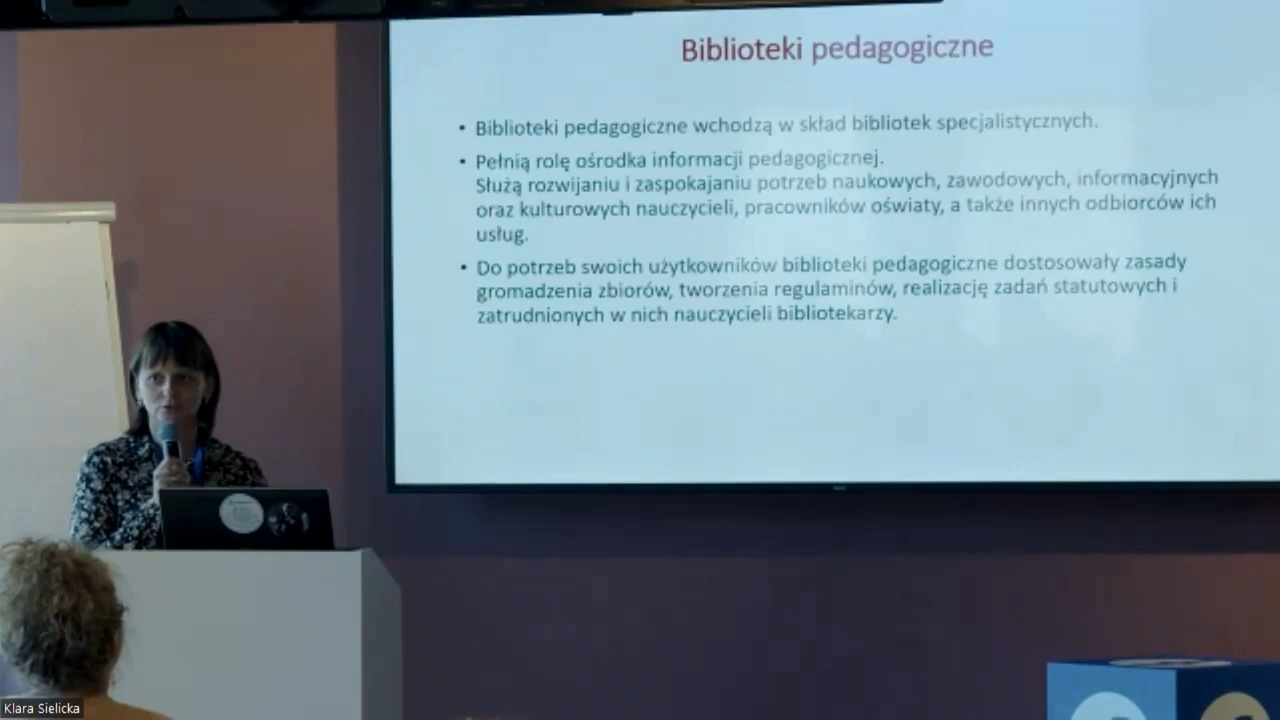 Biblioteki pedagogiczne
• Biblioteki pedagogiczne wchodzą w skład bibliotek specjalistycznych.
• Pełnią rolę ośrodka informacji pedagogicznej.
Służą rozwijaniu i zaspokajaniu potrzeb naukowych, zawodowych, informacyjnych
oraz kulturowych nauczycieli, pracowników oświaty, a także innych odbiorców ich
usług.
• Do potrzeb swoich użytkowników biblioteki pedagogiczne dostosowały zasady
gromadzenia zbiorów, tworzenia regulaminów, realizację zadań statutowych i
zatrudnionych w nich nauczycieli bibliotekarzy.
Klara Sielicka